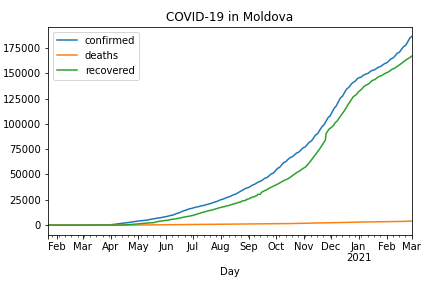 COVID-19 in Moldova
confirmed
deaths
recovered
175000
150000
125000
100000
75000
50000
25000
0
Feb Mar Apr May Jun Jul Aug Sep Oct Nov Dec Jan Feb Mar
2021
Day